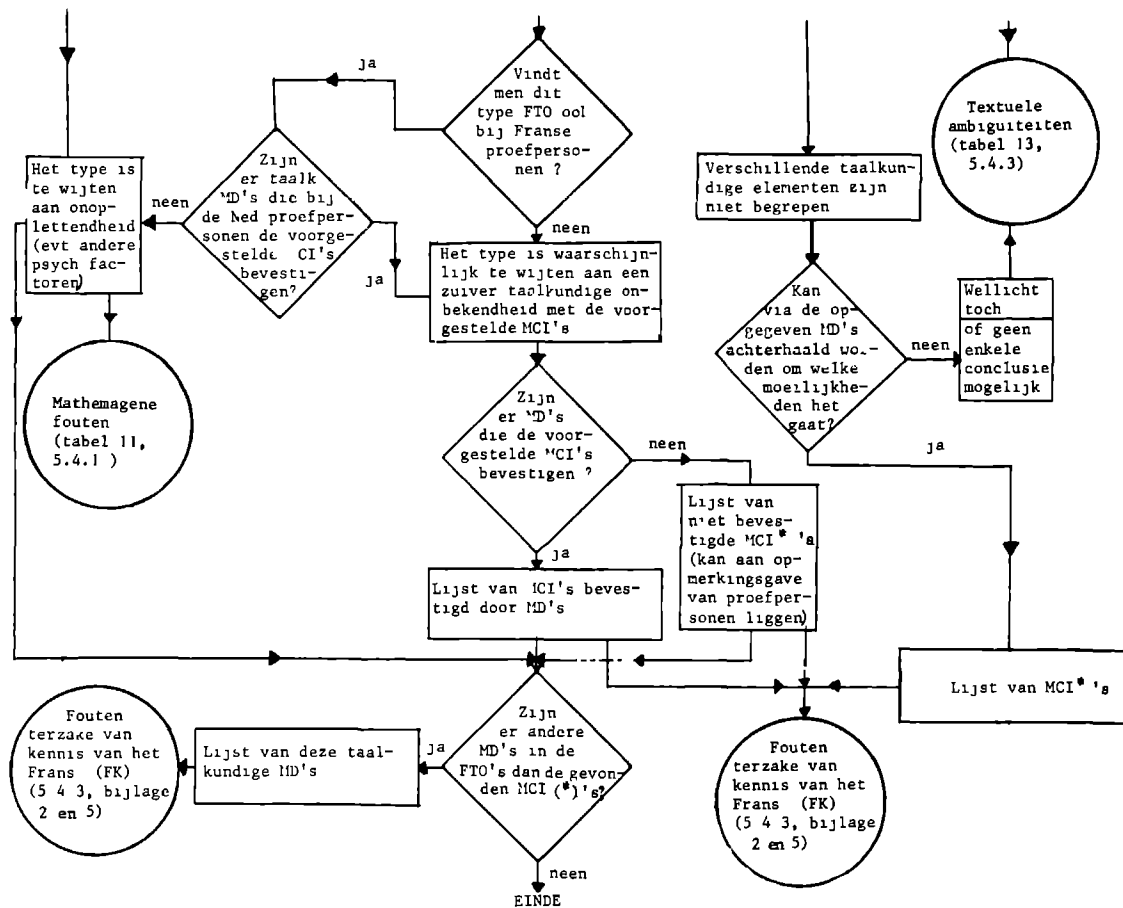 ja
Vindt
men dit
type FTO ool
bij Franse
proefperso-
nen ?
Textuele
ambiguiteiten
(tabel 13,
5.4.3)
Het type is
te wijten
aan onop-
lettendheid
(evt andere
psych fac-
toren)
neen
Zijn
er taalk
MD's die bij
de Ned proefper-
sonen de voorge-
stelde CI's
bevesti-
gen?
ja
neen
Verschillende taalkun-
dige elementen zijn
niet begrepen
Het type is waarschijn-
lijk te wijten aan een
zuiver taalkundige on-
bekendheid met de voor-
gestelde MCI's
Kan
via de op-
gegeven MD's
achterhaald wor-
den om welke
moeilijkhe-
den het
gaat?
neen
Wellicht
toch
of geen
enkele
conclusie
mogelijk
Mathemagene
fouten
(tabel 11,
5.4.1 )
Zijn
er MD's
die de voor-
gestelde MCI's
bevestigen ?
neen
ja
Lijst van
niet beves-
tigde MCI* 's
(kan aan op-
merkingsgave
van proefper-
sonen liggen)
ja
Lijst van MCI's beves-
tigd door MD's
Lijst van MCI* 's
Fouten
terzake van
kennis van het
Frans (FK)
(5 4 3, bijlage
2 en 5)
Lijst van deze taal-
kundige MD's
ja
Zijn
er andere
MD's in de
FTO's dan de gevon-
den MCI (*)'s?
Fouten
terzake van
kennis van het
Frans (FK)
(5 4 3, bijlage
2 en 5)
neen
EINDE